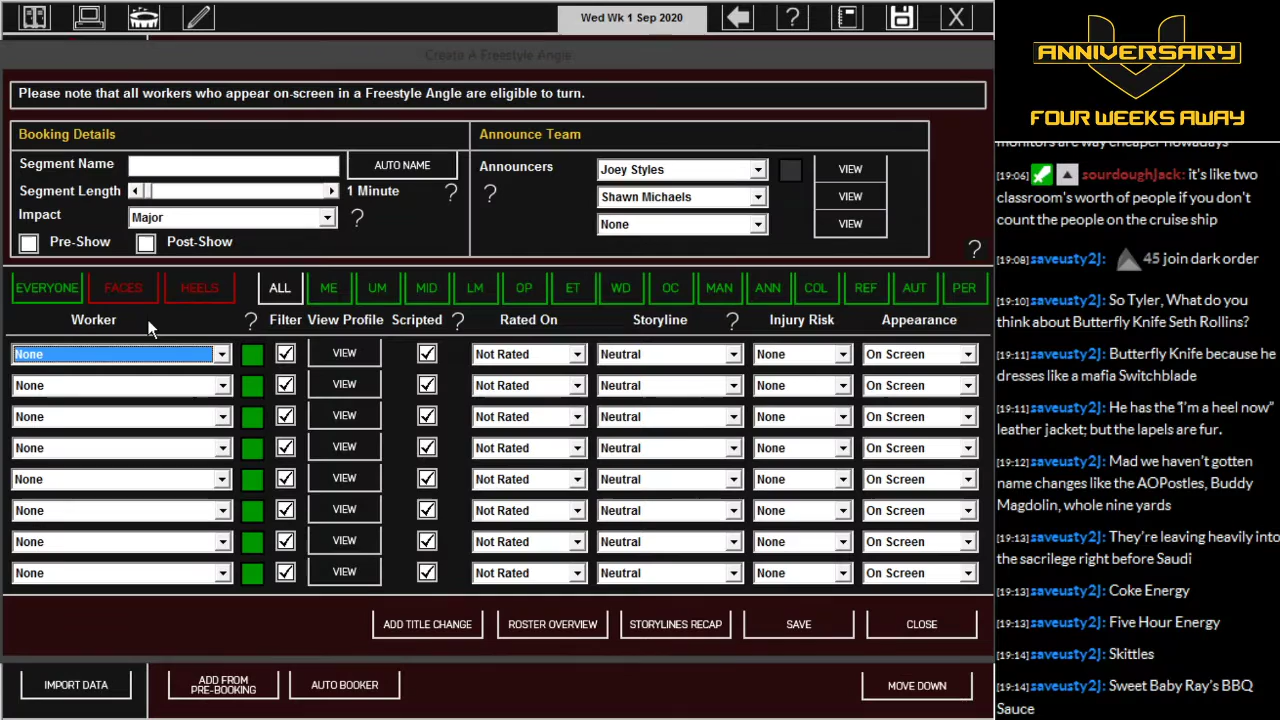 Wed Wk 1 Sep 2020
?
X
Create A Freestyle Angle
Please note that all workers who appear on-screen in a Freestyle Angle are eligible to turn.
Booking Details
Segment Name
AUTO NAME
Segment Length
1 Minute
?
Impact
Major
?
Pre-Show
Post-Show
Announce Team
Announcers
?
Joey Styles
VIEW
Shawn Michaels
VIEW
None
VIEW
?
EVERYONE FACES HEELS ALL ME UM MID LM OP ET WD OC MAN ANN COL REF AUT PER
Worker ? Filter View Profile Scripted ? Rated On Storyline ? Injury Risk Appearance
None VIEW Not Rated Neutral None On Screen
None VIEW Not Rated Neutral None On Screen
None VIEW Not Rated Neutral None On Screen
None VIEW Not Rated Neutral None On Screen
None VIEW Not Rated Neutral None On Screen
None VIEW Not Rated Neutral None On Screen
None VIEW Not Rated Neutral None On Screen
None VIEW Not Rated Neutral None On Screen
ADD TITLE CHANGE
ROSTER OVERVIEW
STORYLINES RECAP
SAVE
CLOSE
IMPORT DATA
ADD FROM
PRE-BOOKING
AUTO BOOKER
MOVE DOWN
ANNIVERSARY
FOUR WEEKS AWAY
monitors are way cheaper nowadays
[19:06] sourdoughJack: it's like two
classroom's worth of people if you don't
count the people on the cruise ship
[19:08] saveusty2J: 45 join dark order
[19:10] saveusty2J: So Tyler, What do you
think about Butterfly Knife Seth Rollins?
[19:11] saveusty2J: Butterfly Knife because he
dresses like a mafia Switchblade
[19:11] saveusty2J: He has the "I'm a heel now"
leather jacket; but the lapels are fur.
[19:12] saveusty2J: Mad we haven't gotten
name changes like the AOPostles, Buddy
Magdolin, whole nine yards
[19:13] saveusty2J: They're leaving heavily into
the sacrilege right before Saudi
[19:13] saveusty2J: Coke Energy
[19:13] saveusty2J: Five Hour Energy
[19:14] saveusty2J: Skittles
[19:14] saveusty2J: Sweet Baby Ray's BBQ
Sauce